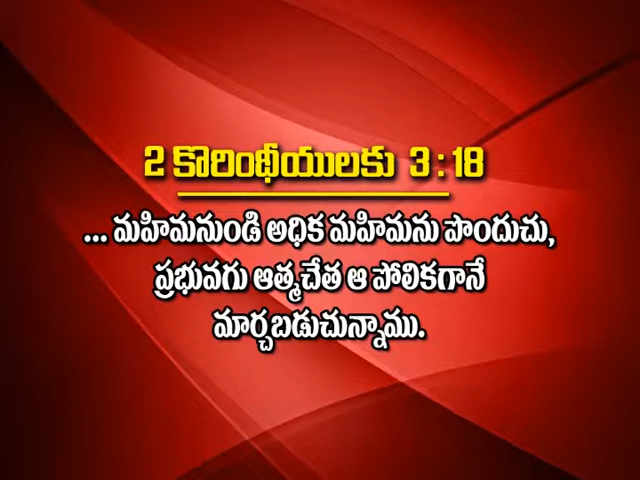 2 కొరింథీయులకు 3 : 18
... మహిమనుండి అధిక మహిమను పొందుచు,
ప్రభువగు ఆత్మచేత ఆ పోలికగానే
మార్చబడుచున్నాము.